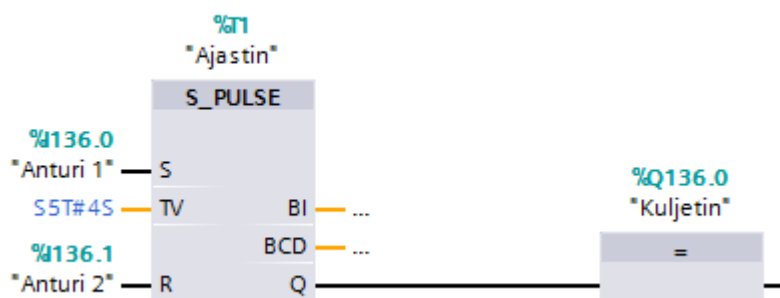 %T1
"Ajastin"
S_PULSE
%I136.0
"Anturi 1" S
S5T#4S TV BI ...
%Q136.0
"Kuljetin"
BCD ...
=
%I136.1
"Anturi 2" R Q